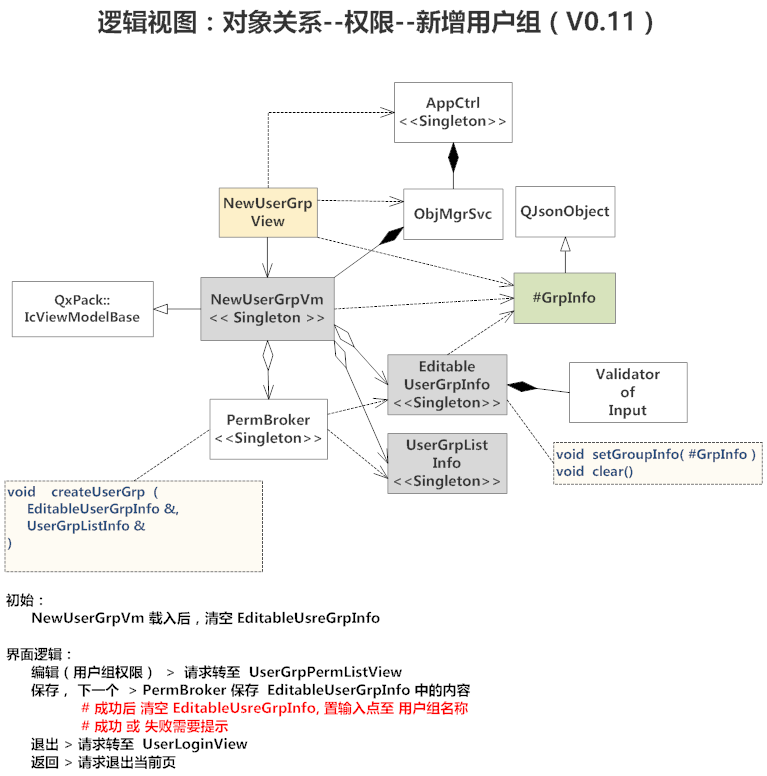 逻辑视图：对象关系--权限--新增用户组（V0.11）
AppCtrl
<<Singleton>>
NewUserGrp
View
ObjMgrSvc
QJsonObject
QxPack::
IcViewModelBase
NewUserGrpVm
<< Singleton >>
#GrpInfo
Editable
UserGrpInfo
<<Singleton>>
Validator
of
Input
PermBroker
<<Singleton>>
UserGrpList
Info
<<Singleton>>
void setGroupInfo( #GrpInfo )
void clear()
void createUserGrp (
EditableUserGrpInfo &,
UserGrpListInfo &
)
初始：
NewUserGrpVm 载入后，清空 EditableUsreGrpInfo
界面逻辑：
编辑（用户组权限） > 请求转至 UserGrpPermListView
保存，下一个 > PermBroker 保存 EditableUserGrpInfo 中的内容
# 成功后 清空 EditableUsreGrpInfo, 置输入点至 用户组名称
# 成功 或 失败需要提示
退出 > 请求转至 UserLoginView
返回 > 请求退出当前页